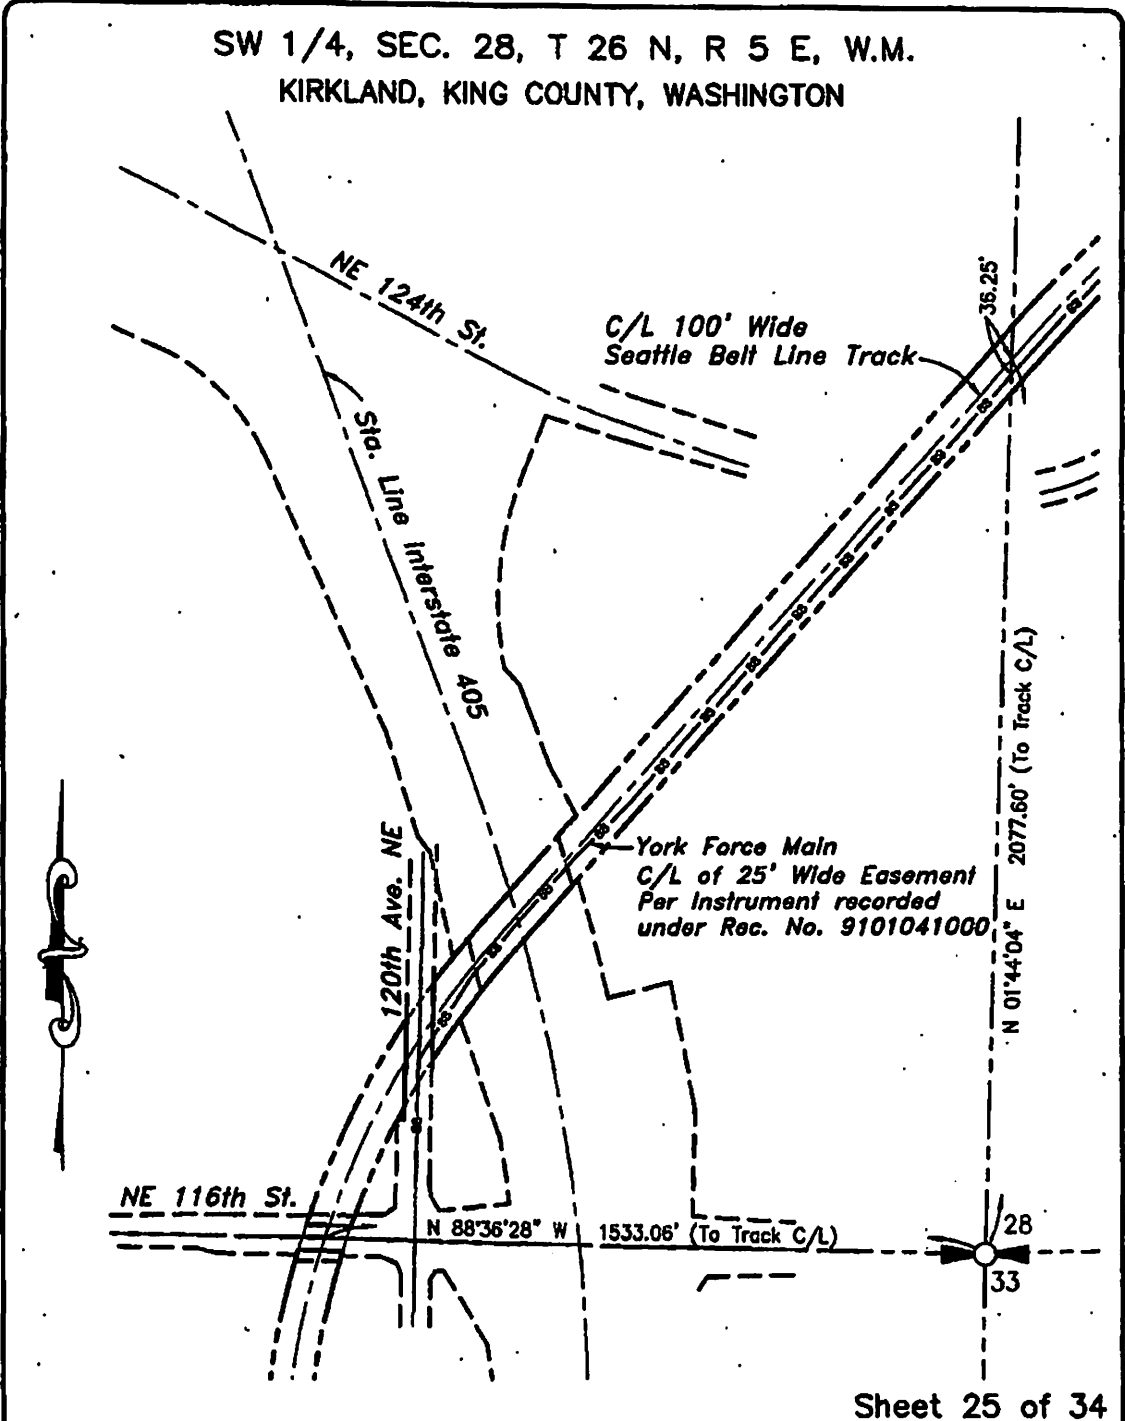 SW 1/4, SEC. 28, T 26 N, R 5 E, W.M.
KIRKLAND, KING COUNTY, WASHINGTON
NE 124th St.
36.25'
C/L 100' Wide
Seattle Belt Line Track
Sta. Line Interstate 405
N 01°44'04" E 2077.60' (To Track C/L)
120th Ave. NE
York Force Main
C/L of 25' Wide Easement
Per Instrument recorded
under Rec. No. 9101041000
NE 116th St.
N 88°36'28" W 1533.06' (To Track C/L)
28
33
Sheet 25 of 34